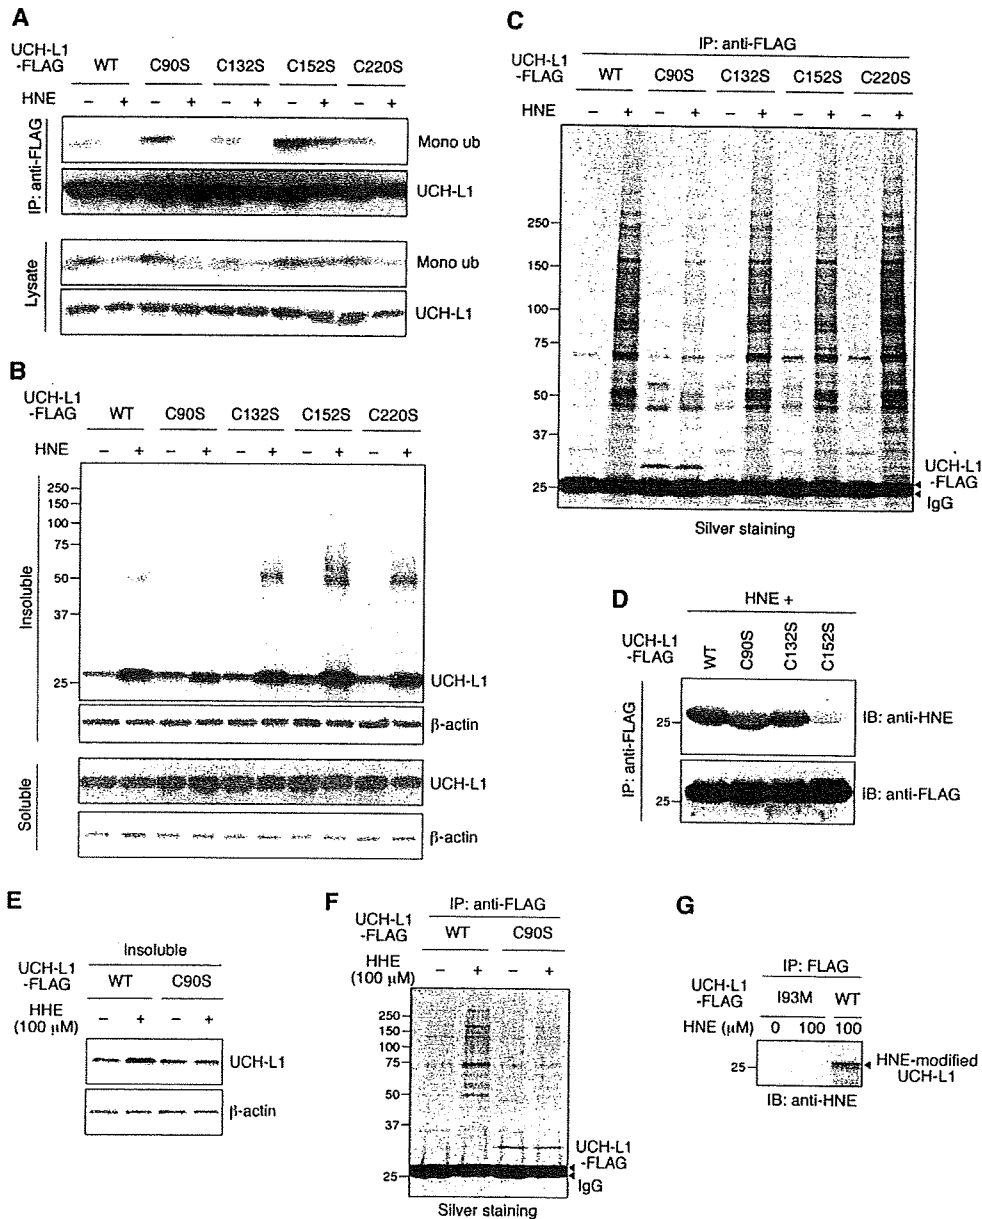 A
UCH-L1
-FLAG
WT C90S C132S C152S C220S
HNE − + − + − + − + − +
IP: anti-FLAG
Mono ub
UCH-L1
Lysate
Mono ub
UCH-L1
B
UCH-L1
-FLAG
WT C90S C132S C152S C220S
HNE − + − + − + − + − +
Insoluble
250
150
100
75
50
37
25
UCH-L1
β-actin
Soluble
UCH-L1
β-actin
C
IP: anti-FLAG
UCH-L1
-FLAG
WT C90S C132S C152S C220S
HNE − + − + − + − + − +
250
150
100
75
50
37
25
UCH-L1
-FLAG
IgG
Silver staining
D
HNE +
UCH-L1
-FLAG
WT C90S C132S C152S
IP: anti-FLAG
25
IB: anti-HNE
25
IB: anti-FLAG
E
Insoluble
UCH-L1
-FLAG
WT C90S
HHE
(100 μM)
− + − +
UCH-L1
β-actin
F
IP: anti-FLAG
UCH-L1
-FLAG
WT C90S
HHE
(100 μM)
− + − +
250
150
100
75
50
37
25
UCH-L1
-FLAG
IgG
Silver staining
G
IP: FLAG
UCH-L1
-FLAG
I93M WT
HNE (μM) 0 100 100
25
HNE-modified
UCH-L1
IB: anti-HNE